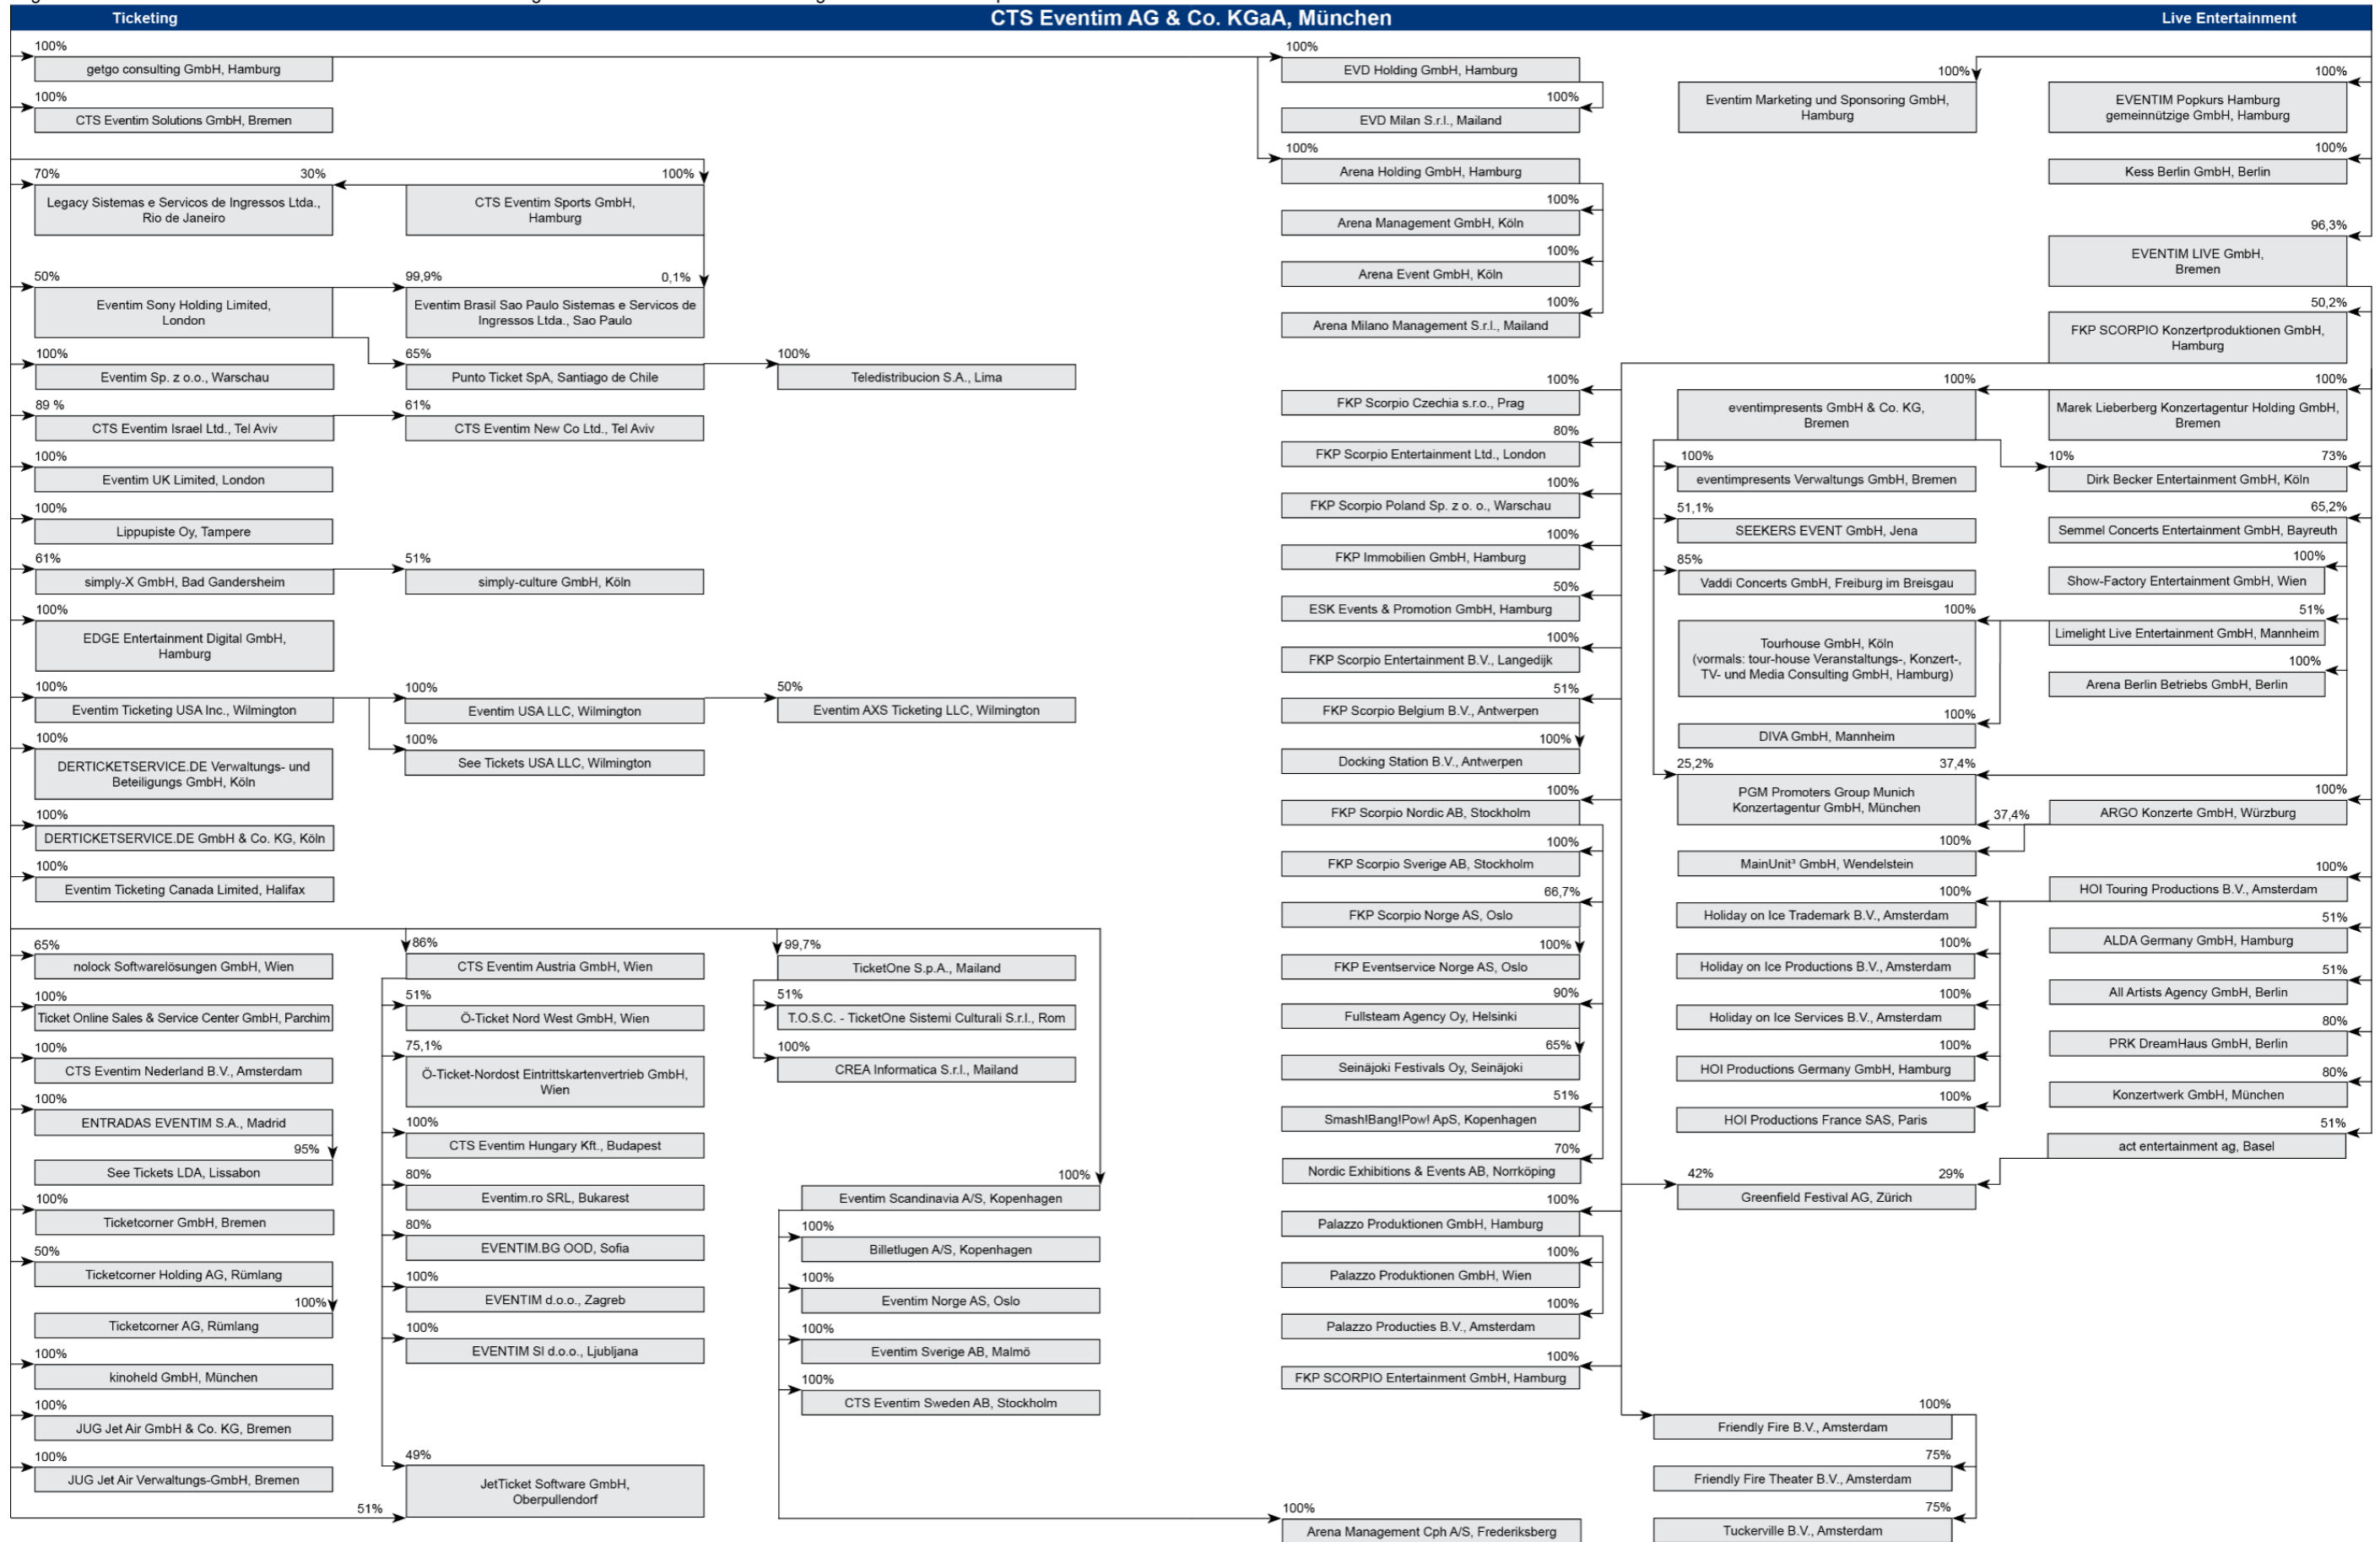 Ticketing
CTS Eventim AG & Co. KGaA, München
Live Entertainment
100%
getgo consulting GmbH, Hamburg
100%
CTS Eventim Solutions GmbH, Bremen
70%
30%
Legacy Sistemas e Servicos de Ingressos Ltda.,
Rio de Janeiro
100%
CTS Eventim Sports GmbH,
Hamburg
50%
Eventim Sony Holding Limited,
London
99,9%
0,1%
Eventim Brasil Sao Paulo Sistemas e Servicos de
Ingressos Ltda., Sao Paulo
100%
Eventim Sp. z o.o., Warschau
65%
Punto Ticket SpA, Santiago de Chile
100%
Teledistribucion S.A., Lima
89 %
CTS Eventim Israel Ltd., Tel Aviv
61%
CTS Eventim New Co Ltd., Tel Aviv
100%
Eventim UK Limited, London
100%
Lippupiste Oy, Tampere
61%
simply-X GmbH, Bad Gandersheim
51%
simply-culture GmbH, Köln
100%
EDGE Entertainment Digital GmbH,
Hamburg
100%
Eventim Ticketing USA Inc., Wilmington
100%
Eventim USA LLC, Wilmington
50%
Eventim AXS Ticketing LLC, Wilmington
100%
DERTICKETSERVICE.DE Verwaltungs- und
Beteiligungs GmbH, Köln
100%
See Tickets USA LLC, Wilmington
100%
DERTICKETSERVICE.DE GmbH & Co. KG, Köln
100%
Eventim Ticketing Canada Limited, Halifax
65%
nolock Softwarelösungen GmbH, Wien
100%
Ticket Online Sales & Service Center GmbH, Parchim
100%
CTS Eventim Nederland B.V., Amsterdam
100%
ENTRADAS EVENTIM S.A., Madrid
95%
See Tickets LDA, Lissabon
100%
Ticketcorner GmbH, Bremen
50%
Ticketcorner Holding AG, Rümlang
100%
Ticketcorner AG, Rümlang
100%
kinoheld GmbH, München
100%
JUG Jet Air GmbH & Co. KG, Bremen
100%
JUG Jet Air Verwaltungs-GmbH, Bremen
86%
CTS Eventim Austria GmbH, Wien
51%
Ö-Ticket Nord West GmbH, Wien
75,1%
Ö-Ticket-Nordost Eintrittskartenvertrieb GmbH,
Wien
100%
CTS Eventim Hungary Kft., Budapest
80%
Eventim.ro SRL, Bukarest
80%
EVENTIM.BG OOD, Sofia
100%
EVENTIM d.o.o., Zagreb
100%
EVENTIM SI d.o.o., Ljubljana
49%
51%
JetTicket Software GmbH,
Oberpullendorf
99,7%
TicketOne S.p.A., Mailand
51%
T.O.S.C. - TicketOne Sistemi Culturali S.r.l., Rom
100%
CREA Informatica S.r.l., Mailand
100%
Eventim Scandinavia A/S, Kopenhagen
100%
Billetlugen A/S, Kopenhagen
100%
Eventim Norge AS, Oslo
100%
Eventim Sverige AB, Malmö
100%
CTS Eventim Sweden AB, Stockholm
100%
EVD Holding GmbH, Hamburg
100%
EVD Milan S.r.l., Mailand
100%
Arena Holding GmbH, Hamburg
100%
Arena Management GmbH, Köln
100%
Arena Event GmbH, Köln
100%
Arena Milano Management S.r.l., Mailand
100%
FKP Scorpio Czechia s.r.o., Prag
80%
FKP Scorpio Entertainment Ltd., London
100%
FKP Scorpio Poland Sp. z o. o., Warschau
100%
FKP Immobilien GmbH, Hamburg
50%
ESK Events & Promotion GmbH, Hamburg
100%
FKP Scorpio Entertainment B.V., Langedijk
51%
FKP Scorpio Belgium B.V., Antwerpen
100%
Docking Station B.V., Antwerpen
100%
FKP Scorpio Nordic AB, Stockholm
100%
FKP Scorpio Sverige AB, Stockholm
66,7%
FKP Scorpio Norge AS, Oslo
100%
FKP Eventservice Norge AS, Oslo
90%
Fullsteam Agency Oy, Helsinki
65%
Seinäjoki Festivals Oy, Seinäjoki
51%
Smash!Bang!Pow! ApS, Kopenhagen
70%
Nordic Exhibitions & Events AB, Norrköping
100%
Palazzo Produktionen GmbH, Hamburg
100%
Palazzo Produktionen GmbH, Wien
100%
Palazzo Producties B.V., Amsterdam
100%
FKP SCORPIO Entertainment GmbH, Hamburg
100%
Arena Management Cph A/S, Frederiksberg
100%
Eventim Marketing und Sponsoring GmbH,
Hamburg
100%
eventimpresents GmbH & Co. KG,
Bremen
100%
eventimpresents Verwaltungs GmbH, Bremen
51,1%
SEEKERS EVENT GmbH, Jena
85%
Vaddi Concerts GmbH, Freiburg im Breisgau
100%
Tourhouse GmbH, Köln
(vormals: tour-house Veranstaltungs-, Konzert-,
TV- und Media Consulting GmbH, Hamburg)
100%
DIVA GmbH, Mannheim
25,2%
37,4%
PGM Promoters Group Munich
Konzertagentur GmbH, München
37,4%
100%
MainUnit³ GmbH, Wendelstein
100%
Holiday on Ice Trademark B.V., Amsterdam
100%
Holiday on Ice Productions B.V., Amsterdam
100%
Holiday on Ice Services B.V., Amsterdam
100%
HOI Productions Germany GmbH, Hamburg
100%
HOI Productions France SAS, Paris
42%
29%
Greenfield Festival AG, Zürich
100%
Friendly Fire B.V., Amsterdam
75%
Friendly Fire Theater B.V., Amsterdam
75%
Tuckerville B.V., Amsterdam
100%
EVENTIM Popkurs Hamburg
gemeinnützige GmbH, Hamburg
100%
Kess Berlin GmbH, Berlin
96,3%
EVENTIM LIVE GmbH,
Bremen
50,2%
FKP SCORPIO Konzertproduktionen GmbH,
Hamburg
100%
Marek Lieberberg Konzertagentur Holding GmbH,
Bremen
10%
73%
Dirk Becker Entertainment GmbH, Köln
65,2%
Semmel Concerts Entertainment GmbH, Bayreuth
100%
Show-Factory Entertainment GmbH, Wien
51%
Limelight Live Entertainment GmbH, Mannheim
100%
Arena Berlin Betriebs GmbH, Berlin
100%
ARGO Konzerte GmbH, Würzburg
100%
HOI Touring Productions B.V., Amsterdam
51%
ALDA Germany GmbH, Hamburg
51%
All Artists Agency GmbH, Berlin
80%
PRK DreamHaus GmbH, Berlin
80%
Konzertwerk GmbH, München
51%
act entertainment ag, Basel